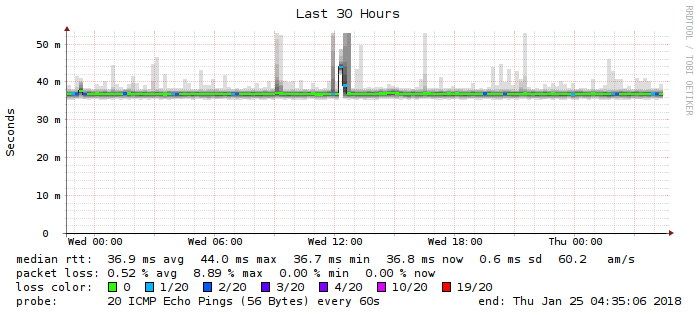 Last 30 Hours
RRDTOOL / TOBI OETIKER
Seconds
50 m
40 m
30 m
20 m
10 m
0
Wed 00:00 Wed 06:00 Wed 12:00 Wed 18:00 Thu 00:00
median rtt: 36.9 ms avg 44.0 ms max 36.7 ms min 36.8 ms now 0.6 ms sd 60.2 am/s
packet loss: 0.52 % avg 8.89 % max 0.00 % min 0.00 % now
loss color: 0 1/20 2/20 3/20 4/20 10/20 19/20
probe: 20 ICMP Echo Pings (56 Bytes) every 60s end: Thu Jan 25 04:35:06 2018